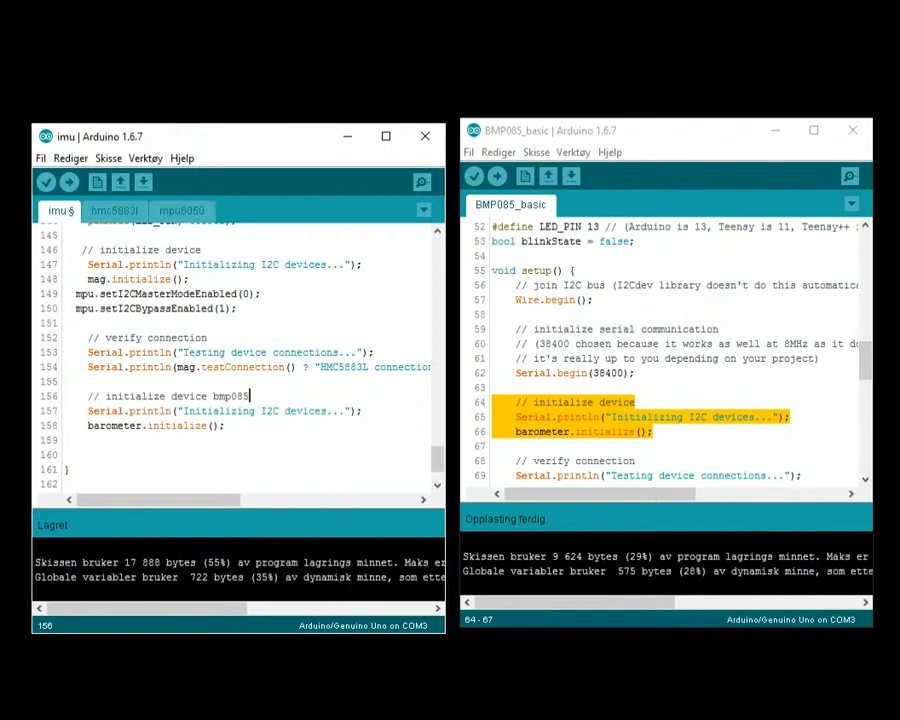 imu | Arduino 1.6.7
Fil Rediger Skisse Verktøy Hjelp
imu § hmc5883l mpu6050
145
146 // initialize device
147 Serial.println("Initializing I2C devices...");
148 mag.initialize();
149 mpu.setI2CMasterModeEnabled(0);
150 mpu.setI2CBypassEnabled(1);
151
152 // verify connection
153 Serial.println("Testing device connections...");
154 Serial.println(mag.testConnection() ? "HMC5883L connectio
155
156 // initialize device bmp085
157 Serial.println("Initializing I2C devices...");
158 barometer.initialize();
159
160
161 }
162
Lagret
Skissen bruker 17 888 bytes (55%) av program lagrings minnet. Maks er
Globale variabler bruker 722 bytes (35%) av dynamisk minne, som ette
156 Arduino/Genuino Uno on COM3
BMP085_basic | Arduino 1.6.7
Fil Rediger Skisse Verktøy Hjelp
BMP085_basic
52 #define LED_PIN 13 // (Arduino is 13, Teensy is 11, Teensy++
53 bool blinkState = false;
54
55 void setup() {
56 // join I2C bus (I2Cdev library doesn't do this automatica
57 Wire.begin();
58
59 // initialize serial communication
60 // (38400 chosen because it works as well at 8MHz as it do
61 // it's really up to you depending on your project)
62 Serial.begin(38400);
63
64 // initialize device
65 Serial.println("Initializing I2C devices...");
66 barometer.initialize();
67
68 // verify connection
69 Serial.println("Testing device connections...");
Opplasting ferdig
Skissen bruker 9 624 bytes (29%) av program lagrings minnet. Maks er
Globale variabler bruker 575 bytes (28%) av dynamisk minne, som ette
64 - 67 Arduino/Genuino Uno on COM3